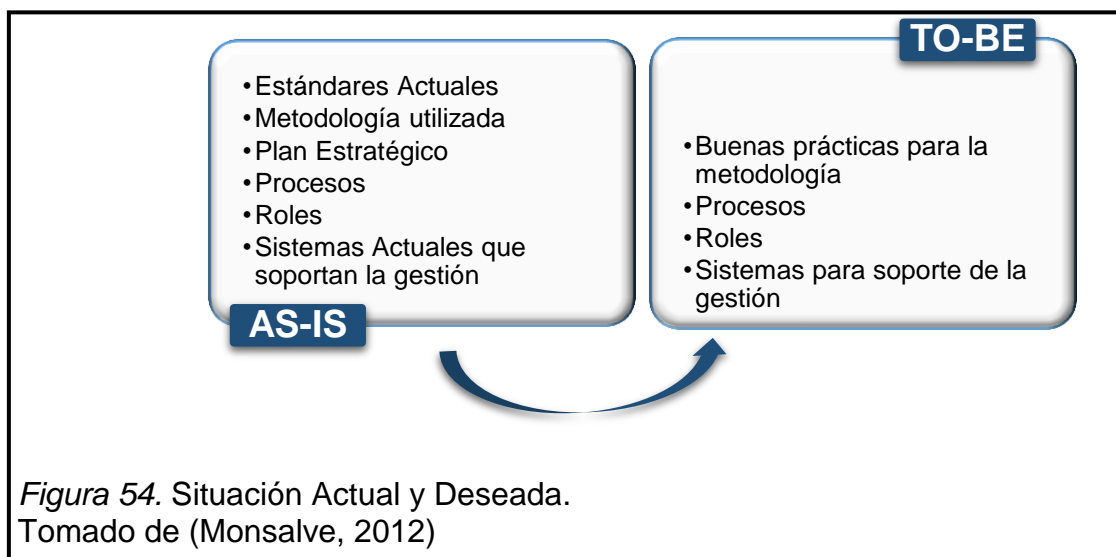 •Estándares Actuales
•Metodología utilizada
•Plan Estratégico
•Procesos
•Roles
•Sistemas Actuales que
soportan la gestión
AS-IS
TO-BE
•Buenas prácticas para la
metodología
•Procesos
•Roles
•Sistemas para soporte de la
gestión
Figura 54. Situación Actual y Deseada.
Tomado de (Monsalve, 2012)